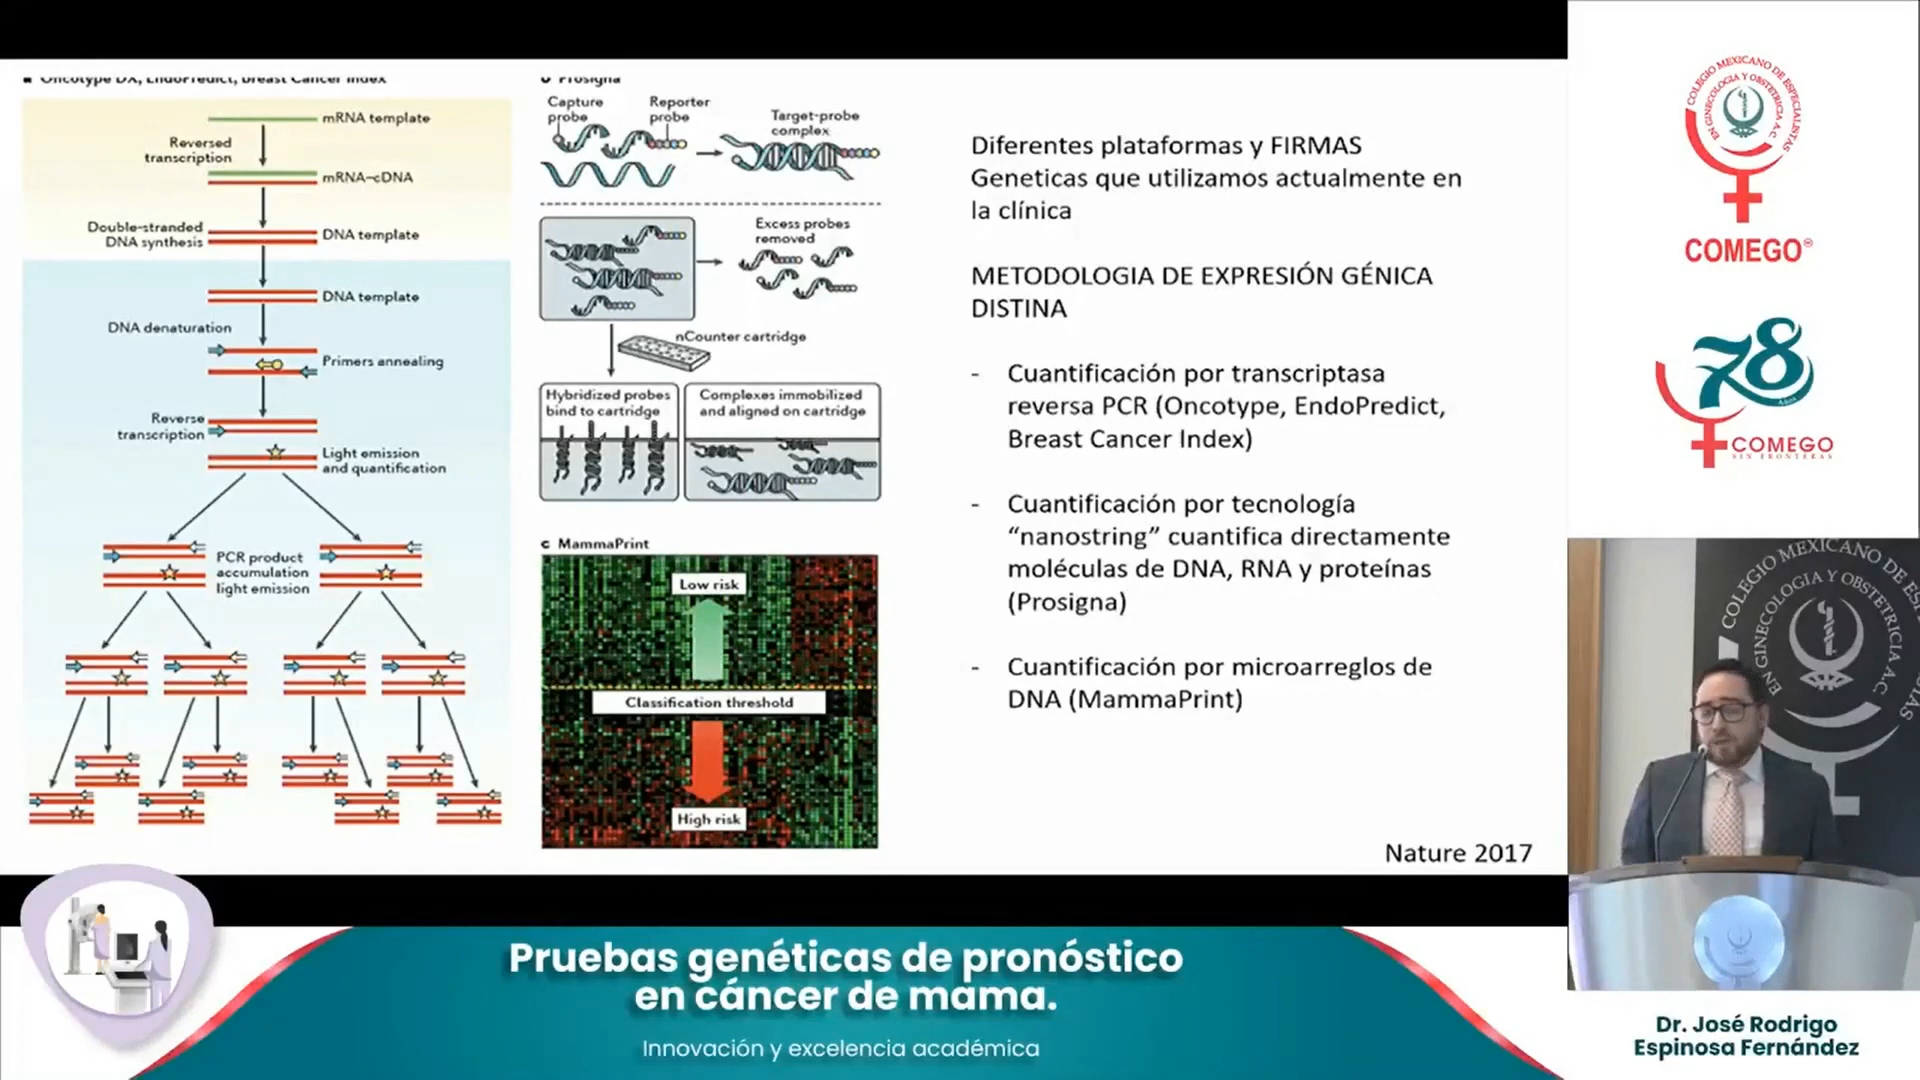 a Oncotype DX, EndoPredict, Breast Cancer Index
mRNA template
Reversed
transcription
mRNA–cDNA
Double-stranded
DNA synthesis
DNA template
DNA template
DNA denaturation
Primers annealing
Reverse
transcription
Light emission
and quantification
PCR product
accumulation
light emission
b Prosigna
Capture
probe
Reporter
probe
Target-probe
complex
Excess probes
removed
nCounter cartridge
Hybridized probes
bind to cartridge
Complexes immobilized
and aligned on cartridge
c MammaPrint
Low risk
Classification threshold
High risk
Diferentes plataformas y FIRMAS
Geneticas que utilizamos actualmente en
la clínica
METODOLOGIA DE EXPRESIÓN GÉNICA
DISTINA
- Cuantificación por transcriptasa
reversa PCR (Oncotype, EndoPredict,
Breast Cancer Index)
- Cuantificación por tecnología
“nanostring” cuantifica directamente
moléculas de DNA, RNA y proteínas
(Prosigna)
- Cuantificación por microarreglos de
DNA (MammaPrint)
Nature 2017
COLEGIO MEXICANO DE ESPECIALISTAS
EN GINECOLOGIA Y OBSTETRICIA A.C.
COMEGO®
78
Años
COMEGO
SIN FRONTERAS
COLEGIO MEXICANO DE ESP
EN GINECOLOGIA Y OBSTETRICIA A.C.
Pruebas genéticas de pronóstico
en cáncer de mama.
Innovación y excelencia académica
Dr. José Rodrigo
Espinosa Fernández